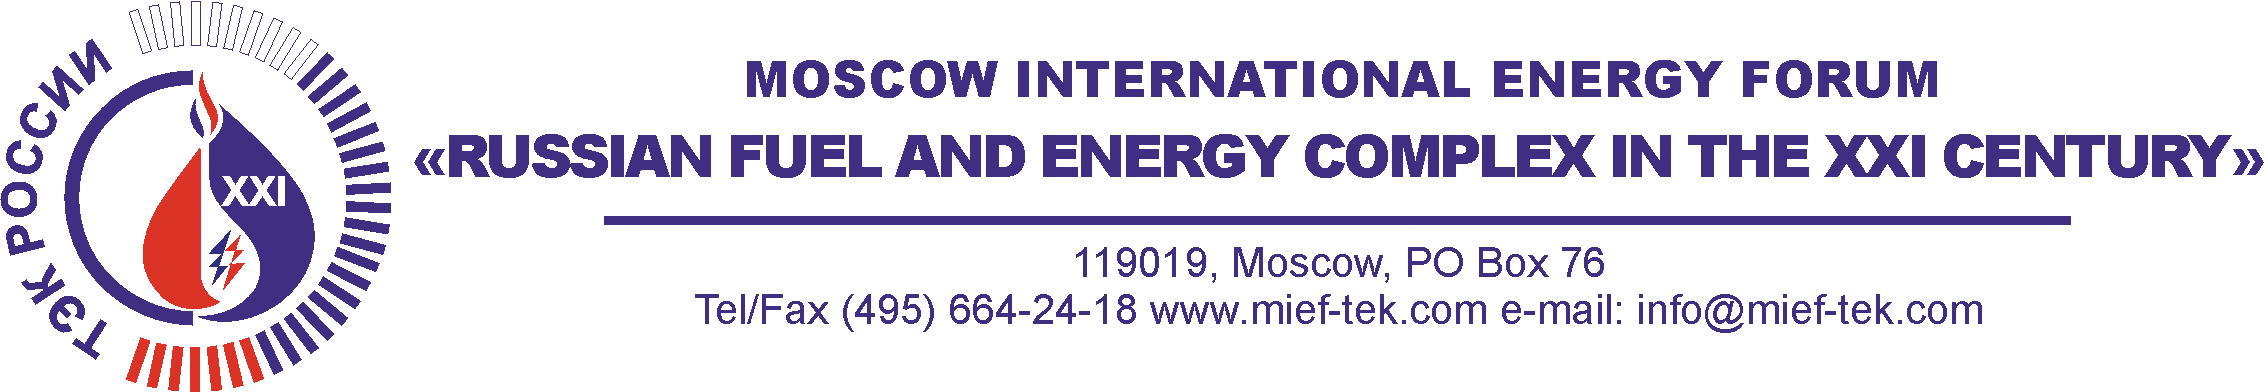 ТЭК РОССИИ
XXI
MOSCOW INTERNATIONAL ENERGY FORUM
«RUSSIAN FUEL AND ENERGY COMPLEX IN THE XXI CENTURY»
119019, Moscow, PO Box 76
Tel/Fax (495) 664-24-18 www.mief-tek.com e-mail: info@mief-tek.com